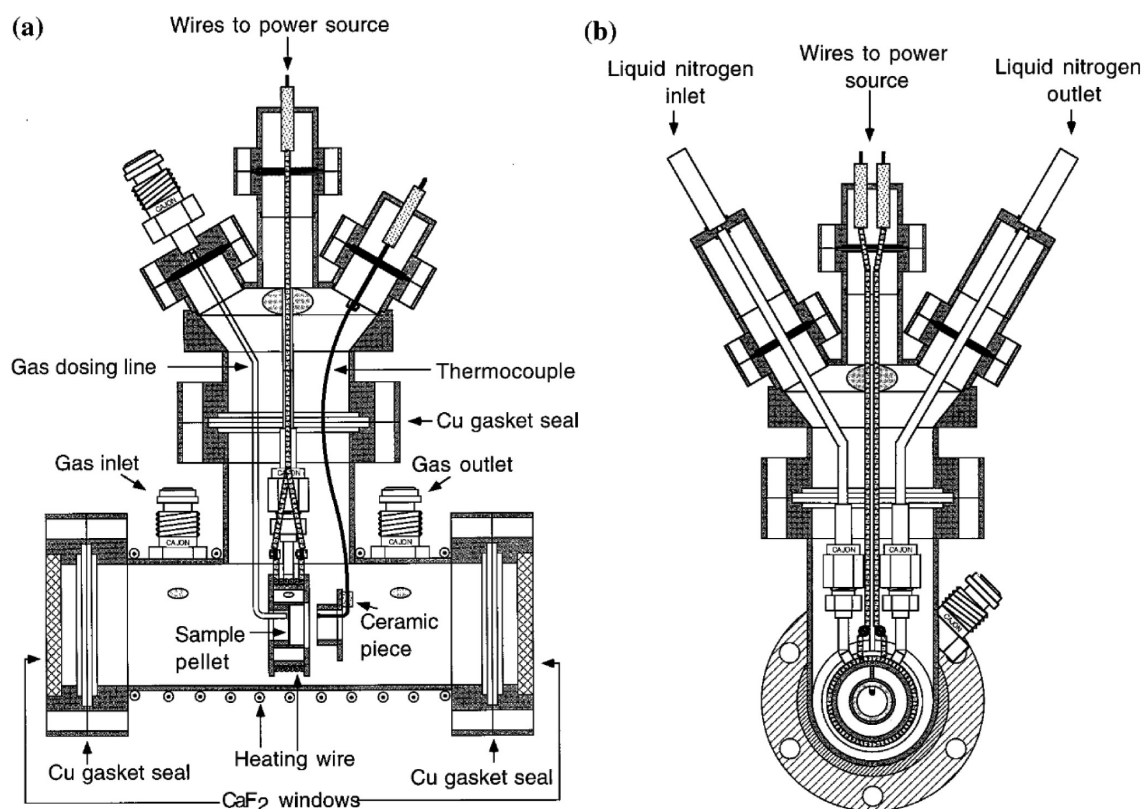 (a)
Wires to power source
CAJON
Gas dosing line
Thermocouple
Cu gasket seal
Gas inlet
Gas outlet
CAJON
CAJON
CAJON
Sample
pellet
Ceramic
piece
Heating wire
Cu gasket seal
Cu gasket seal
CaF2 windows
(b)
Liquid nitrogen
inlet
Wires to power
source
Liquid nitrogen
outlet
CAJON
CAJON
CAJON